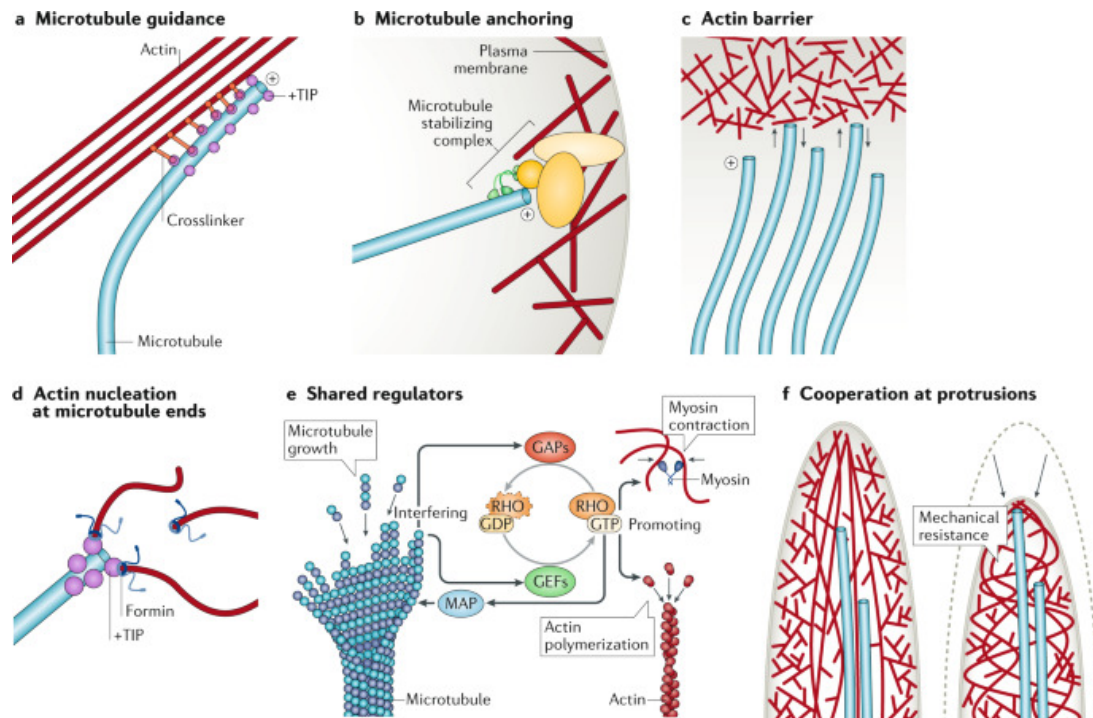 a Microtubule guidance
Actin
+
+TIP
Crosslinker
Microtubule
b Microtubule anchoring
Plasma
membrane
Microtubule
stabilizing
complex
+
c Actin barrier
+
d Actin nucleation
at microtubule ends
Formin
+TIP
e Shared regulators
Microtubule
growth
GAPs
Myosin
contraction
Myosin
Interfering
RHO
GDP
RHO
GTP
Promoting
GEFs
MAP
Actin
polymerization
Microtubule
Actin
f Cooperation at protrusions
Mechanical
resistance